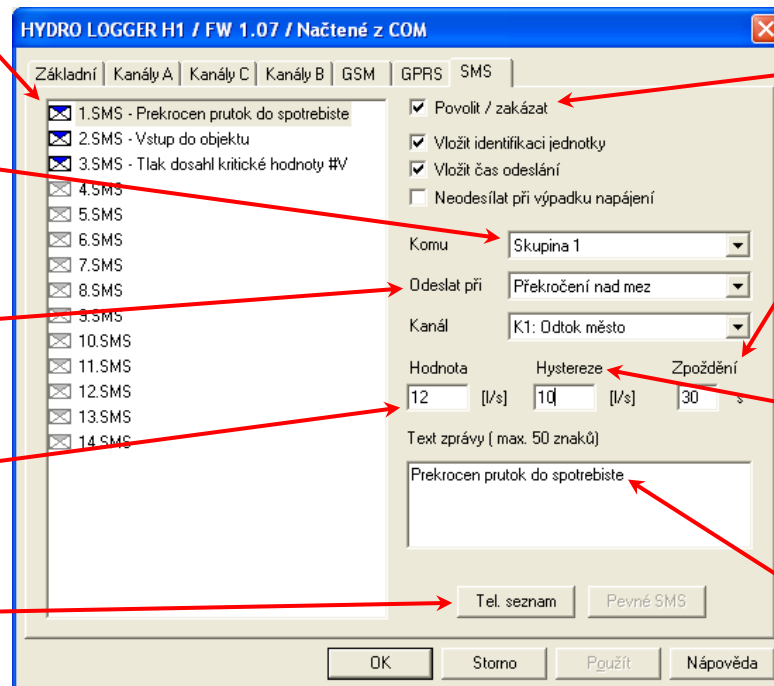 HYDRO LOGGER H1 / FW 1.07 / Načtené z COM
Základní Kanály A Kanály C Kanály B GSM GPRS SMS
1.SMS - Prekrocen prutok do spotrebiste
2.SMS - Vstup do objektu
3.SMS - Tlak dosahl kritické hodnoty #V
4.SMS
5.SMS
6.SMS
7.SMS
8.SMS
9.SMS
10.SMS
11.SMS
12.SMS
13.SMS
14.SMS
Povolit / zakázat
Vložit identifikaci jednotky
Vložit čas odeslání
Neodesílat při výpadku napájení
Komu Skupina 1
Odeslat při Překročení nad mez
Kanál K1: Odtok město
Hodnota Hystereze Zpoždění
12 [l/s] 10 [l/s] 30 s
Text zprávy ( max. 50 znaků)
Prekrocen prutok do spotrebiste
Tel. seznam Pevné SMS
OK Storno Použít Nápověda